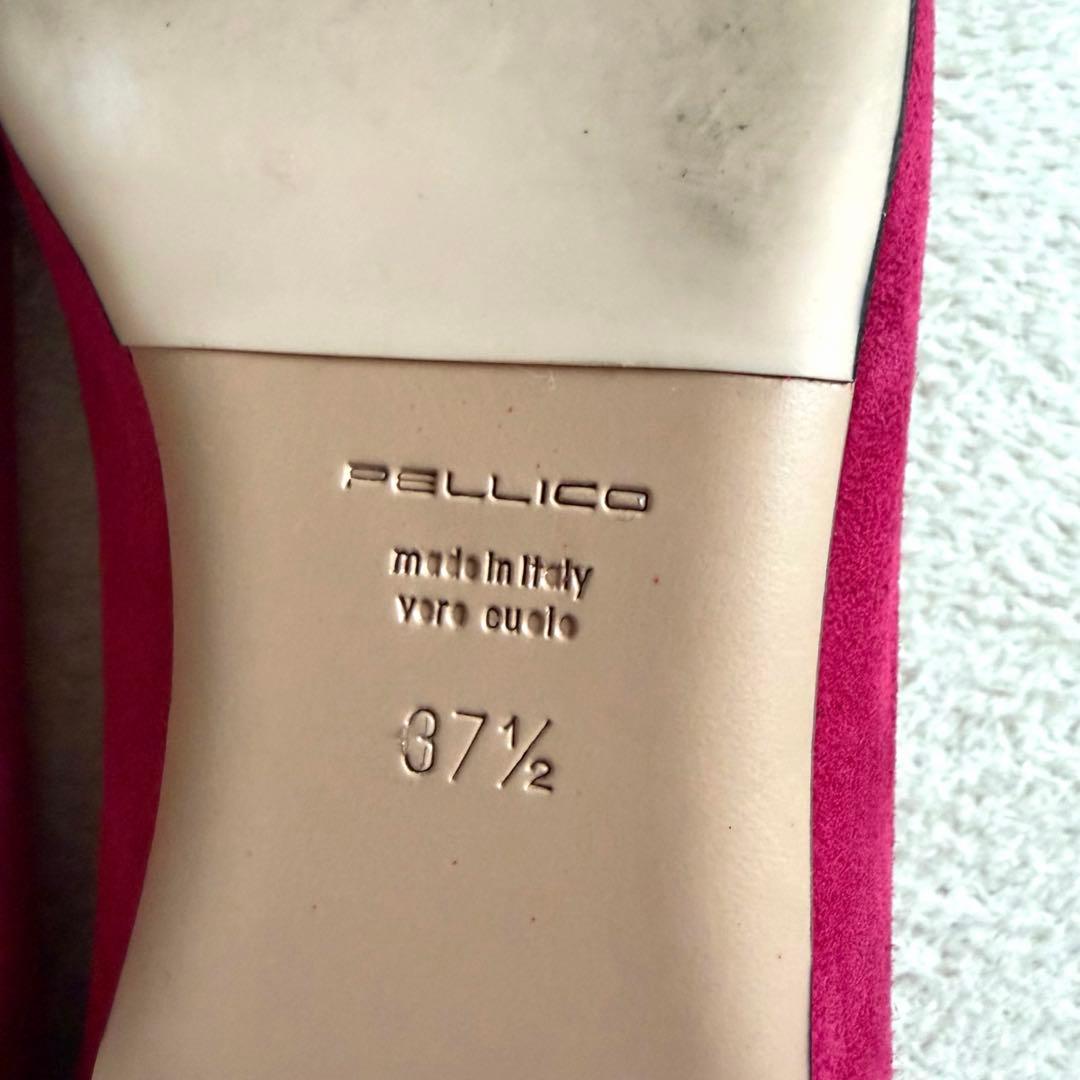 PELLICO
made in Italy
vero cuoio
37½